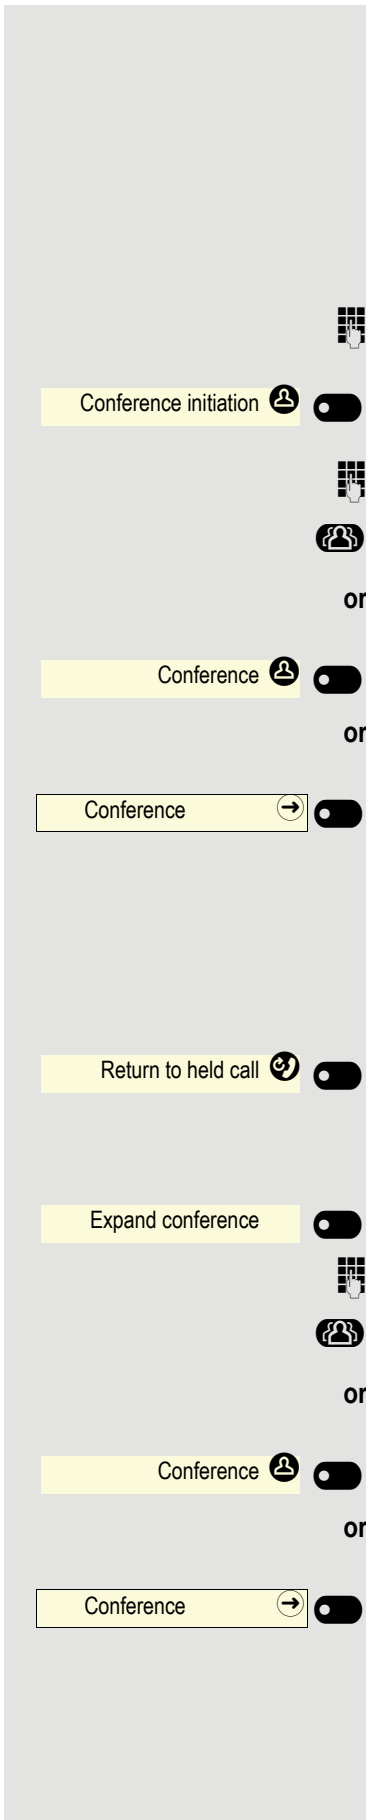 Conference initiation
or
Conference
or
Conference
Return to held call
Expand conference
or
Conference
or
Conference